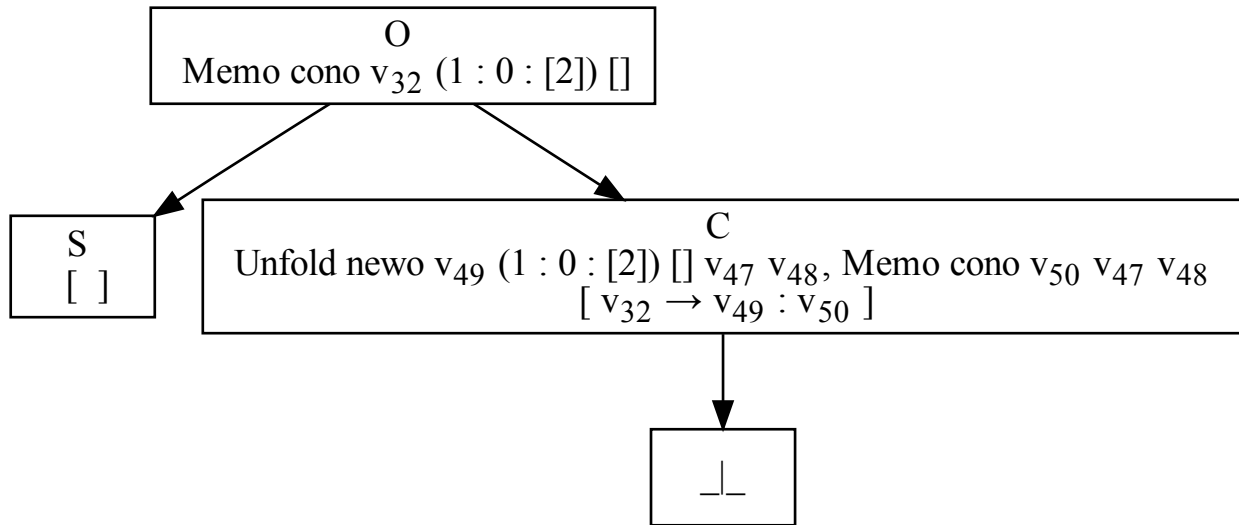 O
Memo cono v₃₂ (1 : 0 : [2]) []
S
[ ]
C
Unfold newo v₄₉ (1 : 0 : [2]) [] v₄₇ v₄₈, Memo cono v₅₀ v₄₇ v₄₈
[ v₃₂ → v₄₉ : v₅₀ ]
_|_